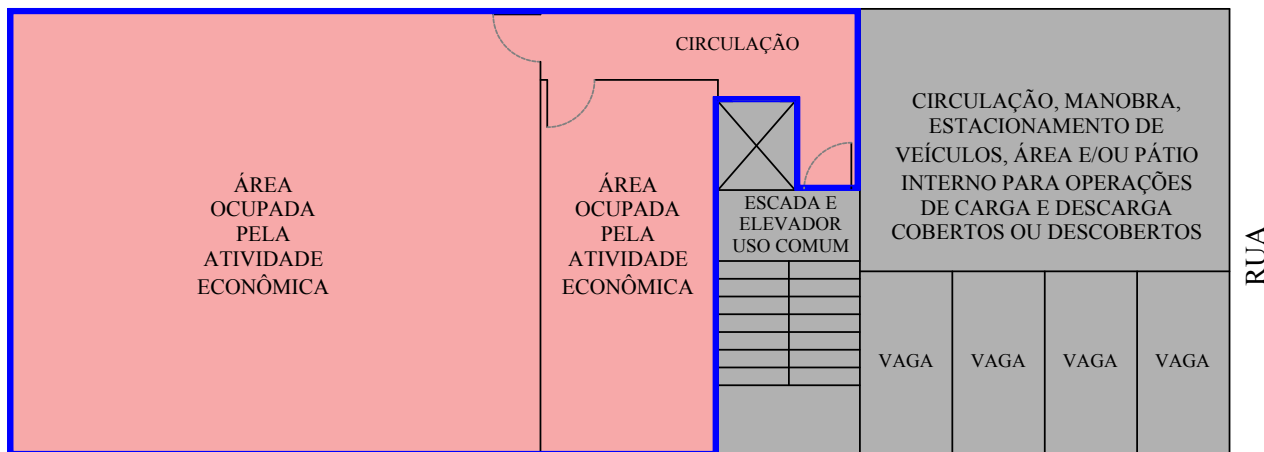 CIRCULAÇÃO
ÁREA
OCUPADA
PELA
ATIVIDADE
ECONÔMICA
ÁREA
OCUPADA
PELA
ATIVIDADE
ECONÔMICA
ESCADA E
ELEVADOR
USO COMUM
CIRCULAÇÃO, MANOBRA,
ESTACIONAMENTO DE
VEÍCULOS, ÁREA E/OU PÁTIO
INTERNO PARA OPERAÇÕES
DE CARGA E DESCARGA
COBERTOS OU DESCOBERTOS
VAGA
VAGA
VAGA
VAGA
RUA